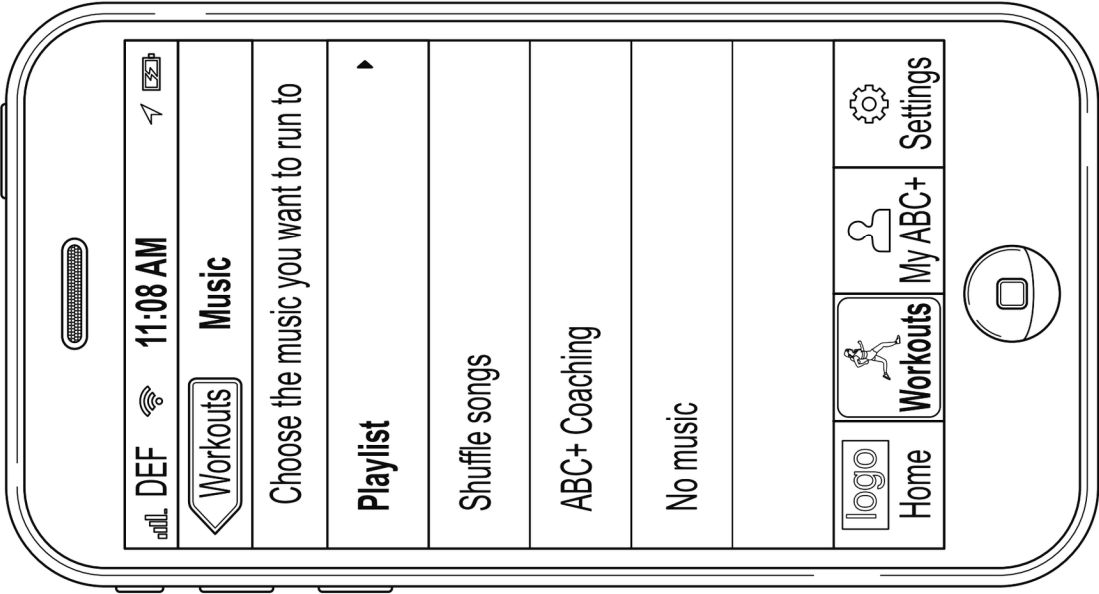 DEF 11:08 AM
Workouts Music
Choose the music you want to run to
Playlist
Shuffle songs
ABC+ Coaching
No music
logo
Home Workouts My ABC+ Settings